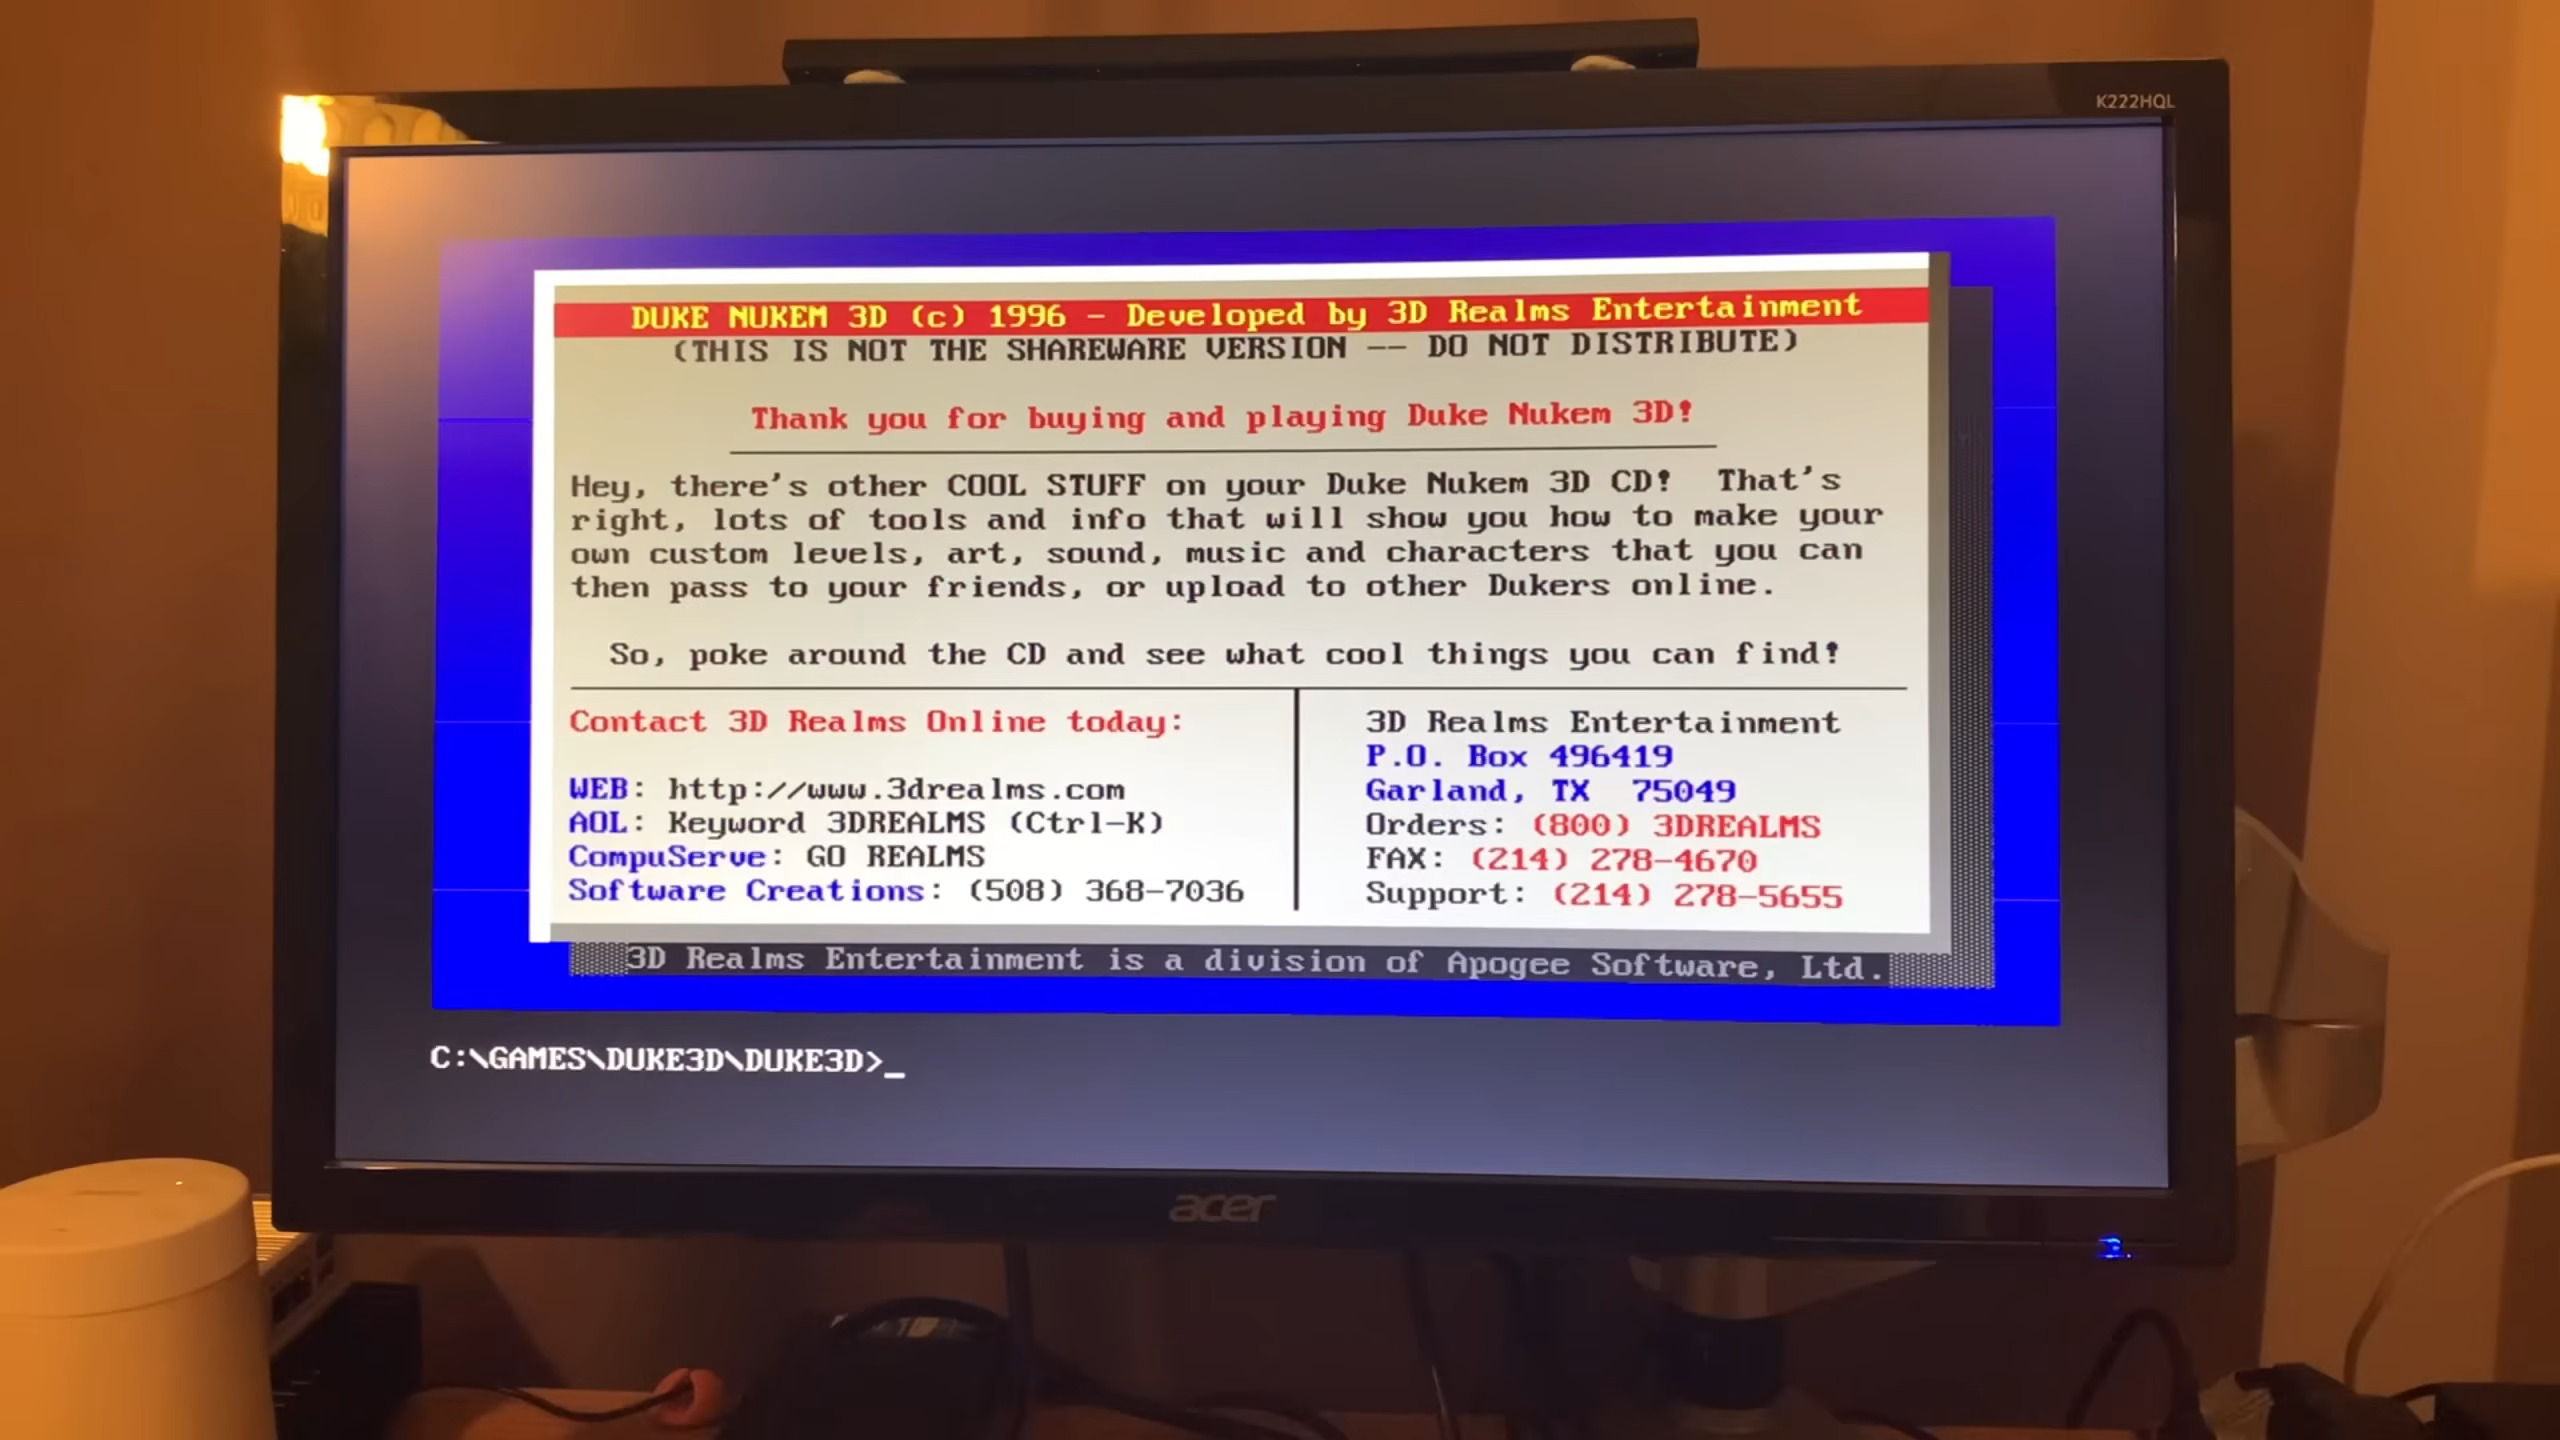 K222HQL
DUKE NUKEM 3D (c) 1996 - Developed by 3D Realms Entertainment
(THIS IS NOT THE SHAREWARE VERSION -- DO NOT DISTRIBUTE)
Thank you for buying and playing Duke Nukem 3D!
Hey, there's other COOL STUFF on your Duke Nukem 3D CD!  That's
right, lots of tools and info that will show you how to make your
own custom levels, art, sound, music and characters that you can
then pass to your friends, or upload to other Dukers online.
So, poke around the CD and see what cool things you can find!
Contact 3D Realms Online today:
WEB: http://www.3drealms.com
AOL: Keyword 3DREALMS (Ctrl-K)
CompuServe: GO REALMS
Software Creations: (508) 368-7036
3D Realms Entertainment
P.O. Box 496419
Garland, TX  75049
Orders: (800) 3DREALMS
FAX: (214) 278-4670
Support: (214) 278-5655
3D Realms Entertainment is a division of Apogee Software, Ltd.
C:\GAMES\DUKE3D\DUKE3D>_
acer